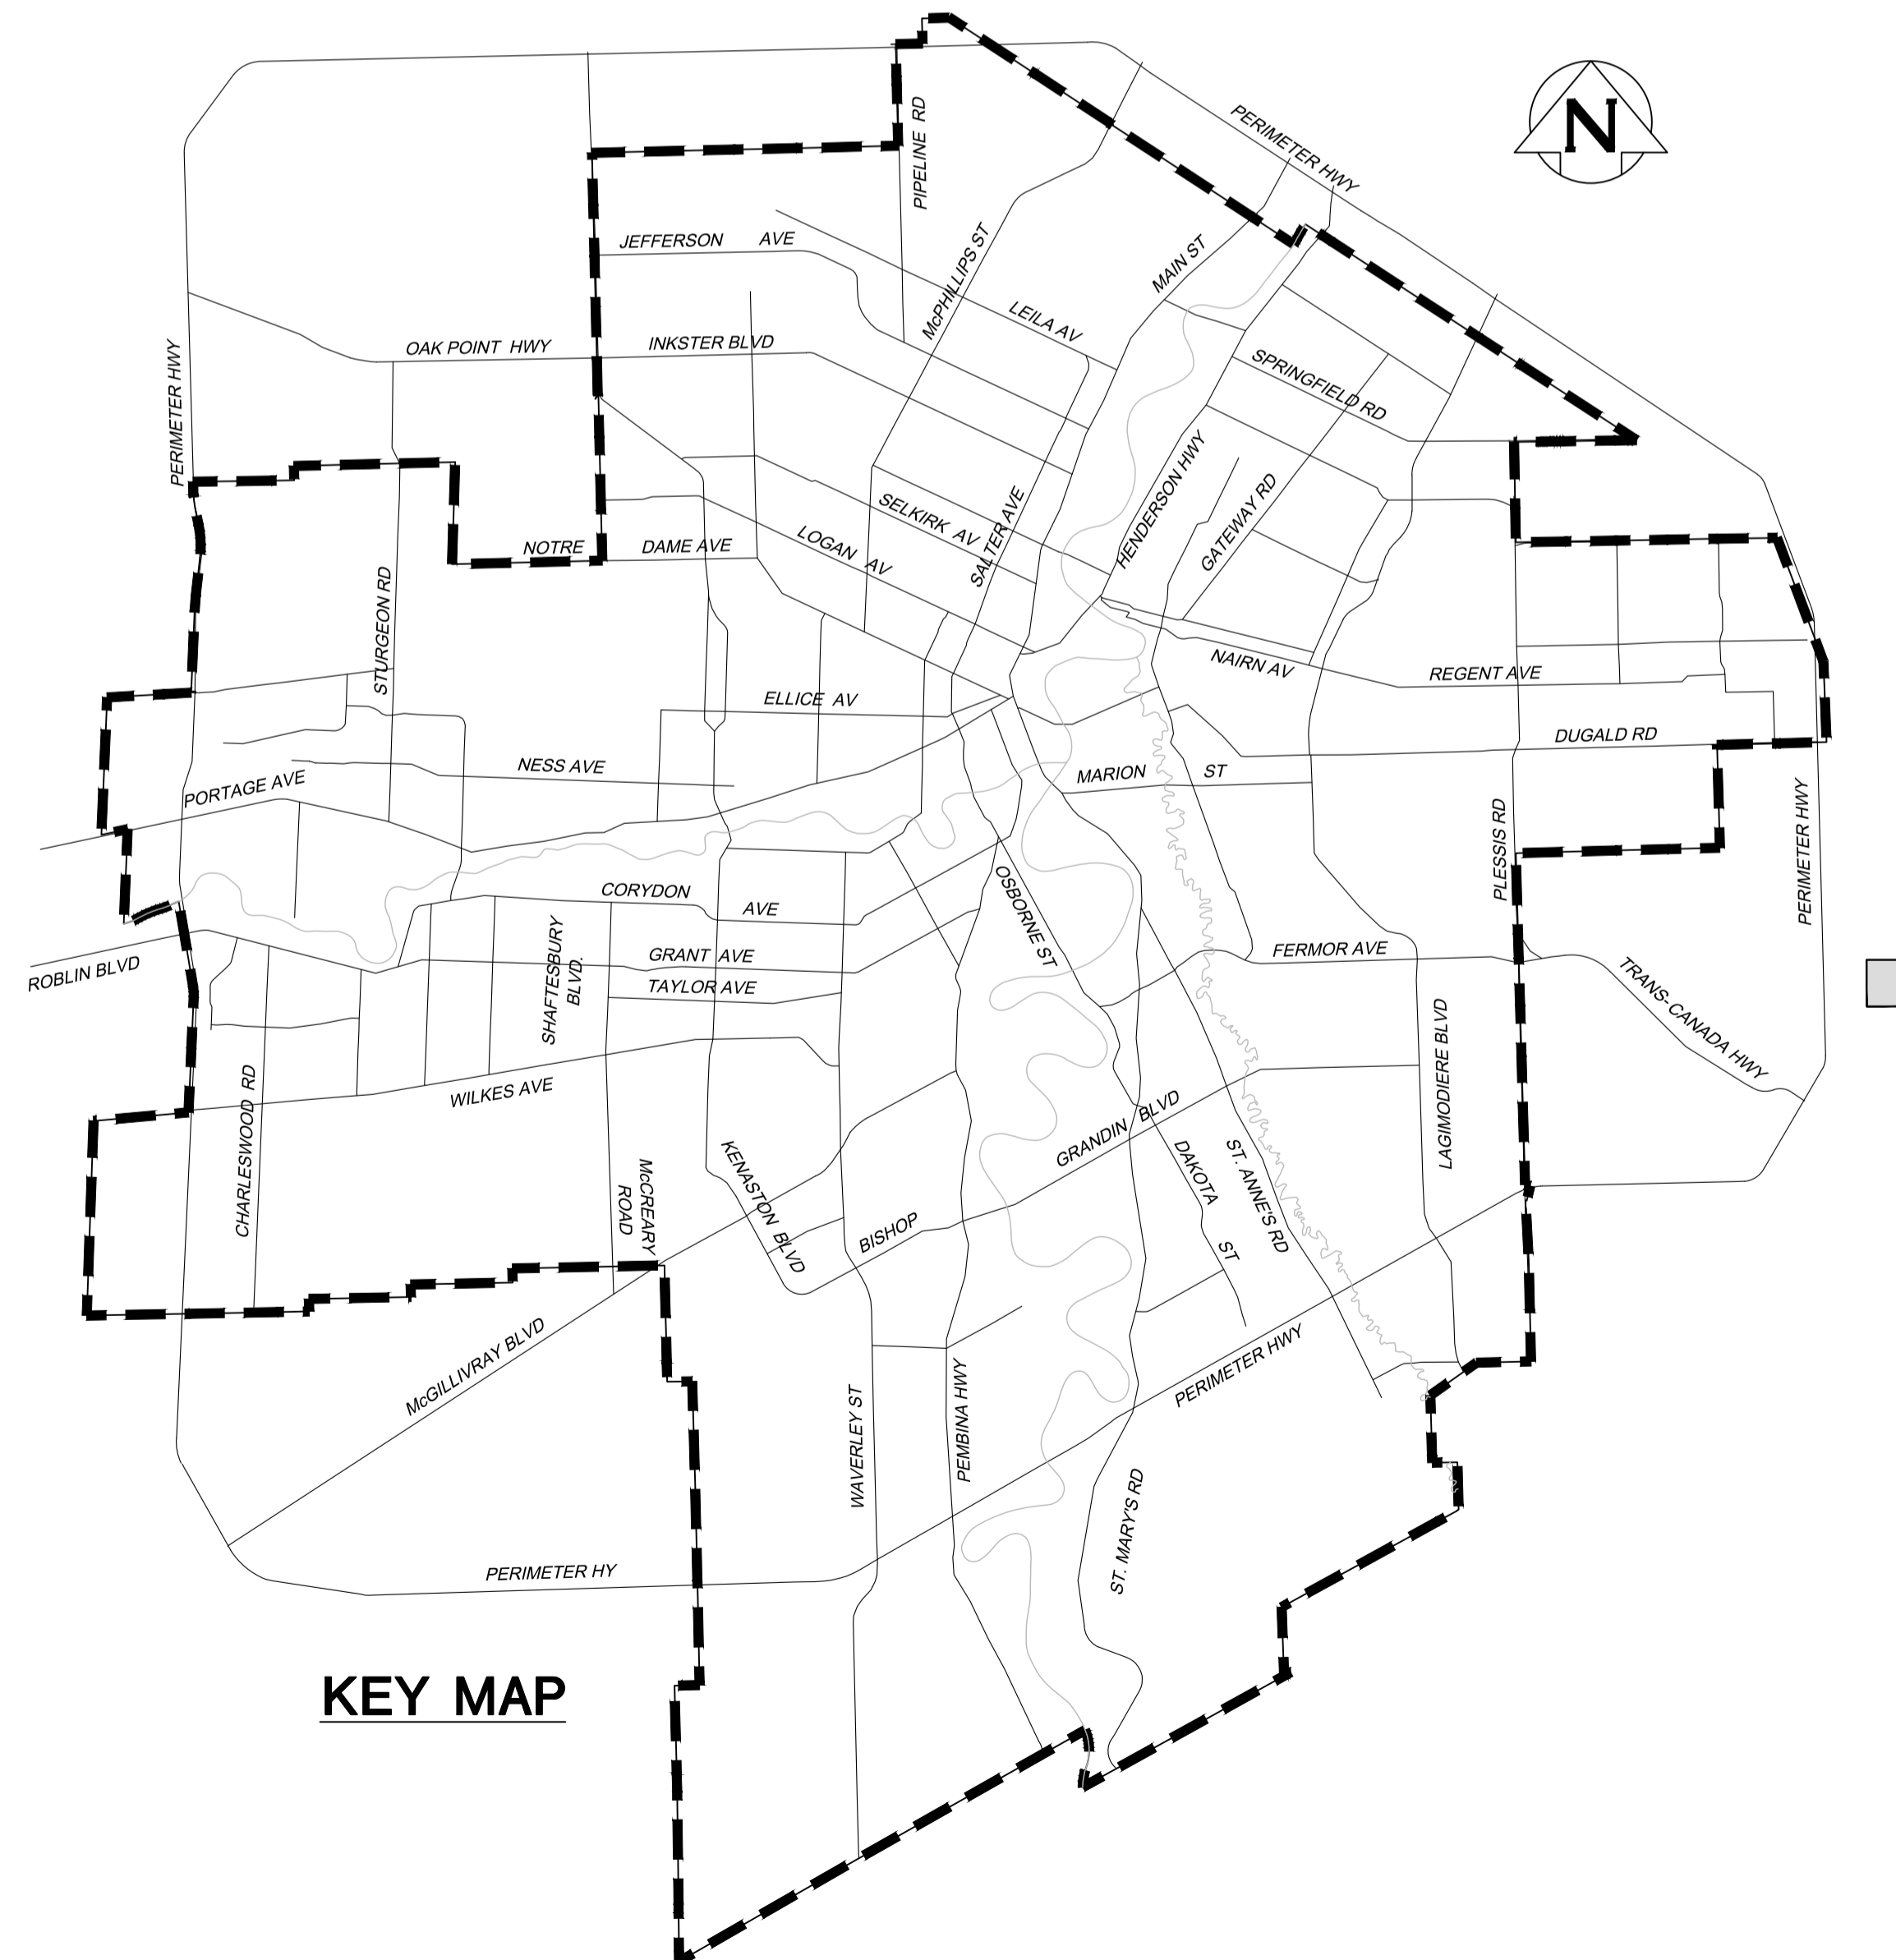 N
PERIMETER HWY
PIPELINE RD
JEFFERSON AVE
McPHILLIPS ST
MAIN ST
LEILA AV
PERIMETER HWY
OAK POINT HWY
INKSTER BLVD
SPRINGFIELD RD
HENDERSON HWY
GATEWAY RD
SELKIRK AV
SALTER AVE
LOGAN AV
NOTRE DAME AVE
STURGEON RD
NAIRN AV
REGENT AVE
ELLICE AV
DUGALD RD
NESS AVE
MARION ST
PORTAGE AVE
PLESSIS RD
PERIMETER HWY
CORYDON AVE
OSBORNE ST
SHAFTESBURY
BLVD.
GRANT AVE
FERMOR AVE
ROBLIN BLVD
TAYLOR AVE
TRANS-CANADA HWY
LAGIMODIERE BLVD
WILKES AVE
CHARLESWOOD RD
GRANDIN BLVD
KENASTON BLVD
DAKOTA ST
ST. ANNE'S RD
McCREARY
ROAD
BISHOP
McGILLIVRAY BLVD
PERIMETER HWY
WAVERLEY ST
PEMBINA HWY
ST. MARY'S RD
PERIMETER HY
KEY MAP